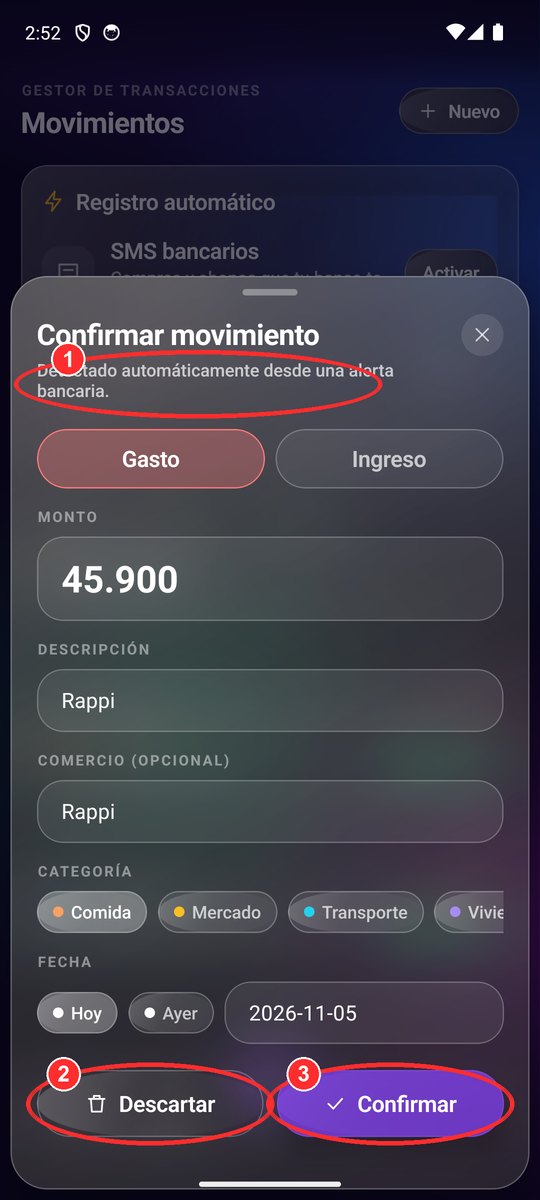 2:52
GESTOR DE TRANSACCIONES
Movimientos
+ Nuevo
Registro automático
SMS bancarios
Activar
Confirmar movimiento
1
automáticamente desde una alerta
bancaria.
Gasto
Ingreso
MONTO
45.900
DESCRIPCIÓN
Rappi
COMERCIO (OPCIONAL)
Rappi
CATEGORÍA
Comida
Mercado
Transporte
Vivie
FECHA
Hoy
Ayer
2026-11-05
2
Descartar
3
Confirmar